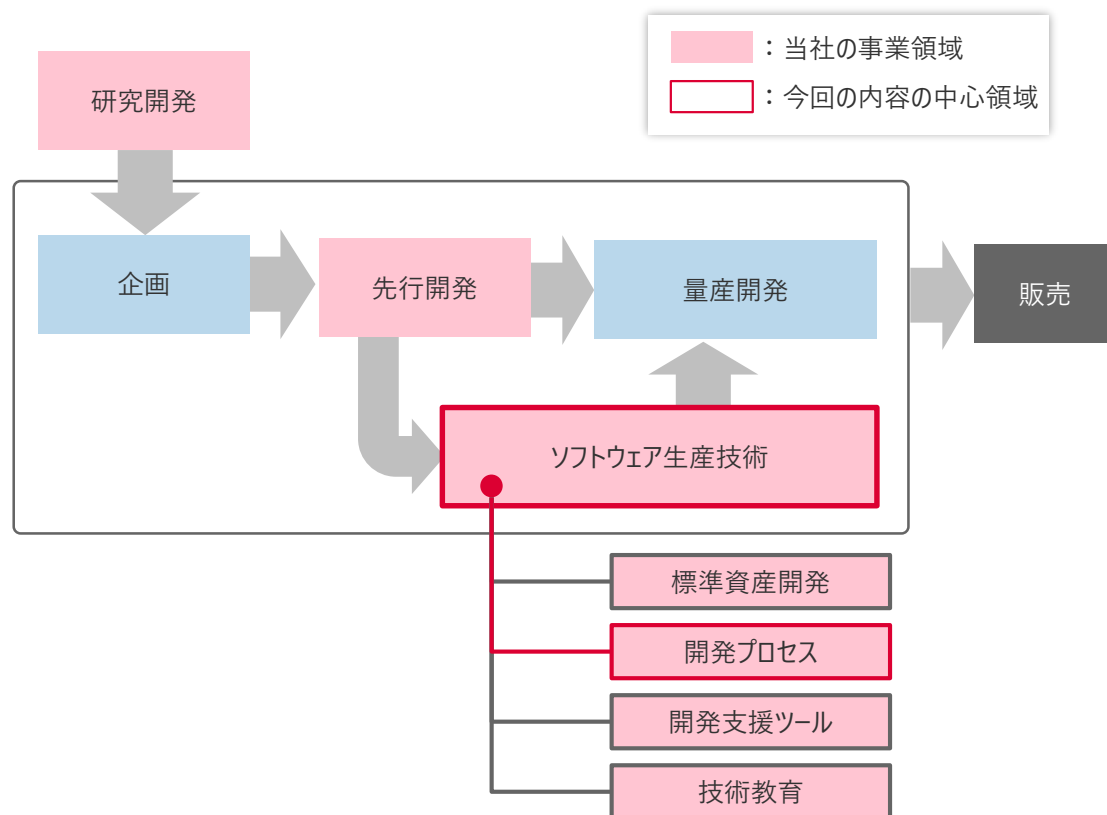 ：当社の事業領域
：今回の内容の中心領域
研究開発
企画
先行開発
量産開発
販売
ソフトウェア生産技術
標準資産開発
開発プロセス
開発支援ツール
技術教育